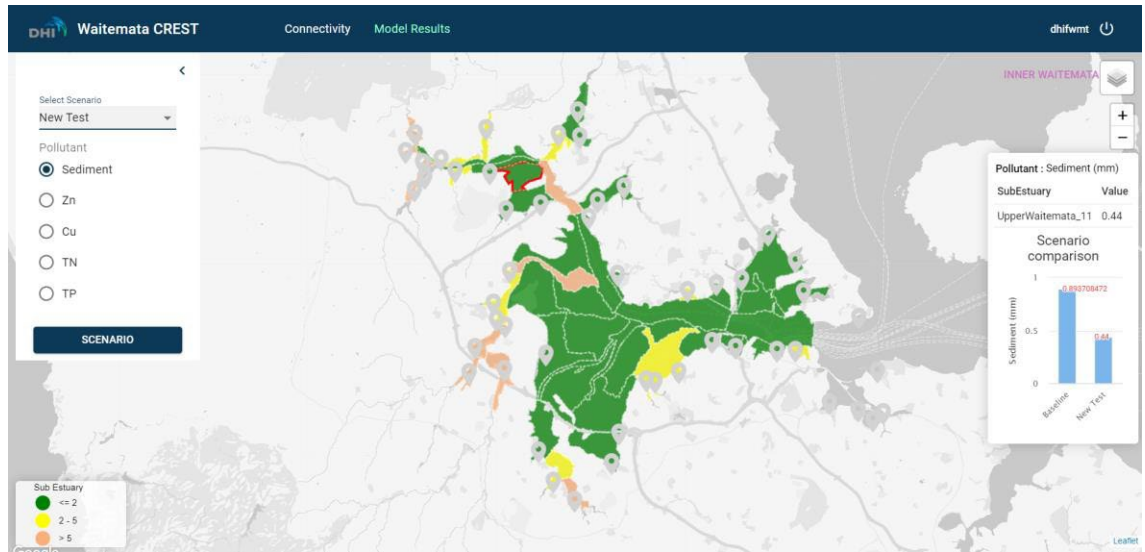 DHI Waitemata CREST Connectivity Model Results dhifwmt
Select Scenario
New Test
Pollutant
Sediment
Zn
Cu
TN
TP
SCENARIO
INNER WAITEMATA
+
−
Pollutant : Sediment (mm)
SubEstuary Value
UpperWaitemata_11 0.44
Scenario
comparison
Sediment (mm)
1
0.5
0
0.893708472
0.44
Baseline
New Test
Sub Estuary
<= 2
2 - 5
> 5
Google
Leaflet